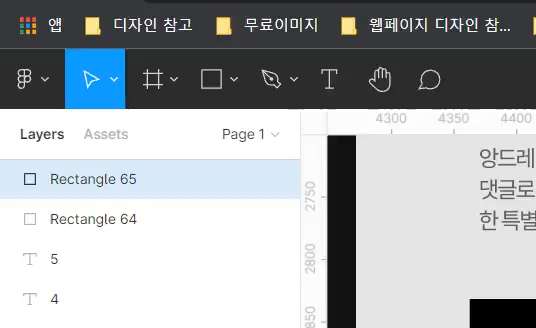 앱 디자인 참고 무료이미지 웹페이지 디자인 참...
Layers Assets Page 1
4300 4350 4400
Rectangle 65
Rectangle 64
5
4
2750
2800
2850
앙드레
댓글로
한 특별